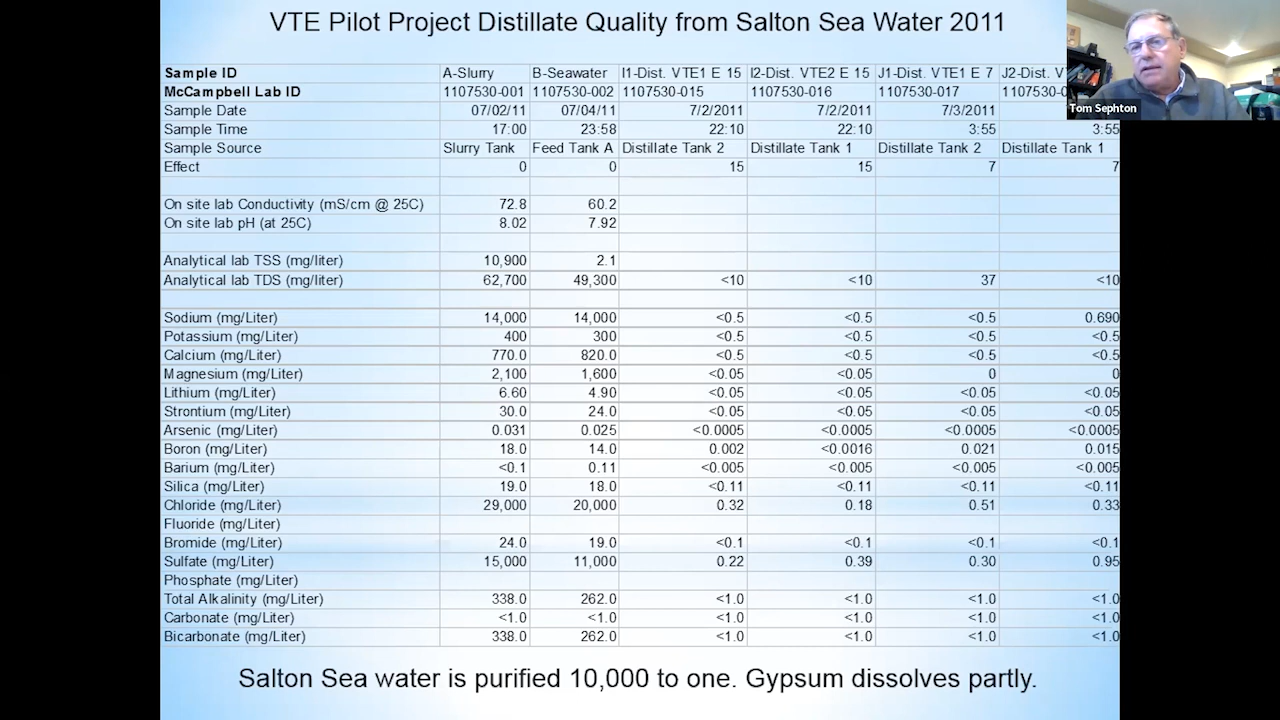 VTE Pilot Project Distillate Quality from Salton Sea Water 2011
Tom Sephton
Sample ID A-Slurry B-Seawater I1-Dist. VTE1 E 15 I2-Dist. VTE2 E 15 J1-Dist. VTE1 E 7 J2-Dist. V
McCampbell Lab ID 1107530-001 1107530-002 1107530-015 1107530-016 1107530-017 1107530-0
Sample Date 07/02/11 07/04/11 7/2/2011 7/2/2011 7/3/2011
Sample Time 17:00 23:58 22:10 22:10 3:55 3:55
Sample Source Slurry Tank Feed Tank A Distillate Tank 2 Distillate Tank 1 Distillate Tank 2 Distillate Tank 1
Effect 0 0 15 15 7 7
On site lab Conductivity (mS/cm @ 25C) 72.8 60.2
On site lab pH (at 25C) 8.02 7.92
Analytical lab TSS (mg/liter) 10,900 2.1
Analytical lab TDS (mg/liter) 62,700 49,300 <10 <10 37 <10
Sodium (mg/Liter) 14,000 14,000 <0.5 <0.5 <0.5 0.690
Potassium (mg/Liter) 400 300 <0.5 <0.5 <0.5 <0.5
Calcium (mg/Liter) 770.0 820.0 <0.5 <0.5 <0.5 <0.5
Magnesium (mg/Liter) 2,100 1,600 <0.05 <0.05 0 0
Lithium (mg/Liter) 6.60 4.90 <0.05 <0.05 <0.05 <0.05
Strontium (mg/Liter) 30.0 24.0 <0.05 <0.05 <0.05 <0.05
Arsenic (mg/Liter) 0.031 0.025 <0.0005 <0.0005 <0.0005 <0.0005
Boron (mg/Liter) 18.0 14.0 0.002 <0.0016 0.021 0.015
Barium (mg/Liter) <0.1 0.11 <0.005 <0.005 <0.005 <0.005
Silica (mg/Liter) 19.0 18.0 <0.11 <0.11 <0.11 <0.11
Chloride (mg/Liter) 29,000 20,000 0.32 0.18 0.51 0.33
Fluoride (mg/Liter)
Bromide (mg/Liter) 24.0 19.0 <0.1 <0.1 <0.1 <0.1
Sulfate (mg/Liter) 15,000 11,000 0.22 0.39 0.30 0.95
Phosphate (mg/Liter)
Total Alkalinity (mg/Liter) 338.0 262.0 <1.0 <1.0 <1.0 <1.0
Carbonate (mg/Liter) <1.0 <1.0 <1.0 <1.0 <1.0 <1.0
Bicarbonate (mg/Liter) 338.0 262.0 <1.0 <1.0 <1.0 <1.0
Salton Sea water is purified 10,000 to one. Gypsum dissolves partly.